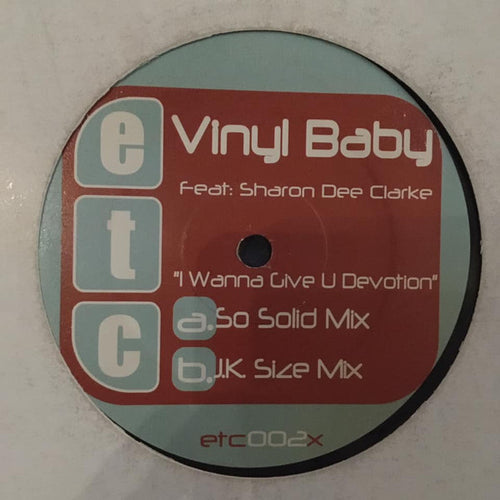 e
t
c
Vinyl Baby
Feat: Sharon Dee Clarke
"I Wanna Give U Devotion"
a.So Solid Mix
b.J.K. Size Mix
etc002x